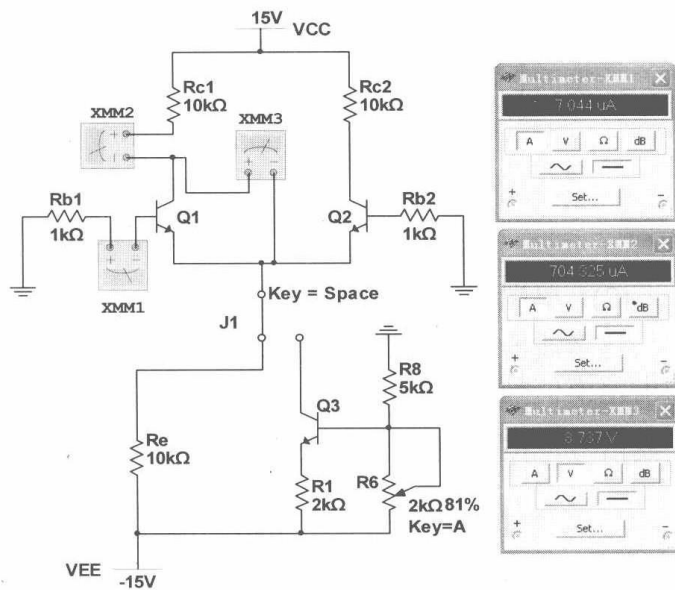 15V
VCC
Rc1
10kΩ
Rc2
10kΩ
XMM2
XMM3
Rb1
1kΩ
Q1
Q2
Rb2
1kΩ
XMM1
Key = Space
J1
R8
5kΩ
Q3
Re
10kΩ
R1
2kΩ
R6
2kΩ 81%
Key=A
VEE
-15V
Multimeter-XMM1
7.044 uA
A V Ω dB
+ Set... -
Multimeter-XMM2
704.325 uA
A V Ω dB
+ Set... -
Multimeter-XMM3
8.737 V
A V Ω dB
+ Set... -